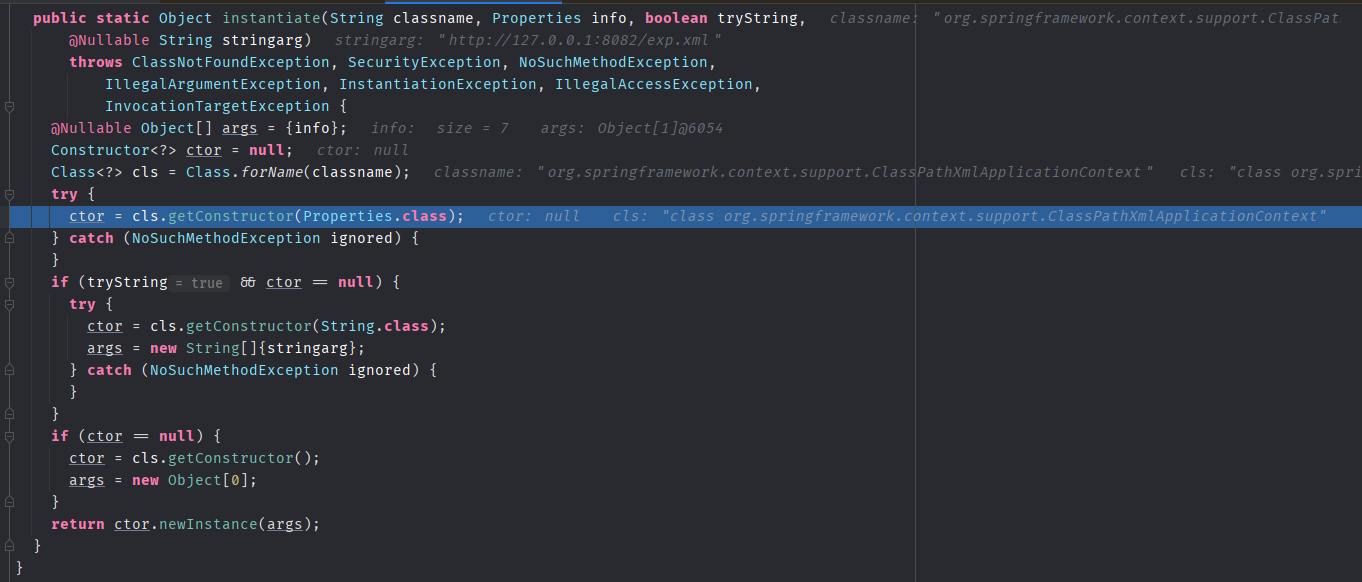 public static Object instantiate(String classname, Properties info, boolean tryString,   classname: "org.springframework.context.support.ClassPat
    @Nullable String stringarg)   stringarg: "http://127.0.0.1:8082/exp.xml"
    throws ClassNotFoundException, SecurityException, NoSuchMethodException,
        IllegalArgumentException, InstantiationException, IllegalAccessException,
        InvocationTargetException {
  @Nullable Object[] args = {info};   info:  size = 7    args: Object[1]@6054
  Constructor<?> ctor = null;   ctor: null
  Class<?> cls = Class.forName(classname);   classname: "org.springframework.context.support.ClassPathXmlApplicationContext"   cls: "class org.spri
  try {
    ctor = cls.getConstructor(Properties.class);   ctor: null    cls: "class org.springframework.context.support.ClassPathXmlApplicationContext"
  } catch (NoSuchMethodException ignored) {
  }
  if (tryString = true  && ctor == null) {
    try {
      ctor = cls.getConstructor(String.class);
      args = new String[]{stringarg};
    } catch (NoSuchMethodException ignored) {
    }
  }
  if (ctor == null) {
    ctor = cls.getConstructor();
    args = new Object[0];
  }
  return ctor.newInstance(args);
}
}